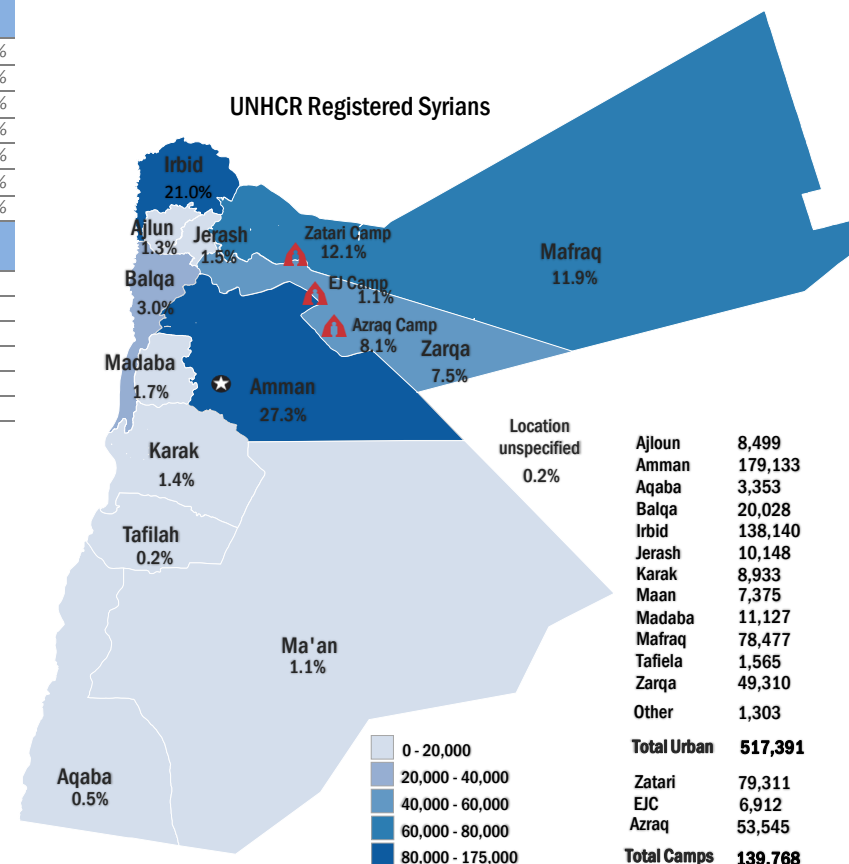 %
%
%
%
%
%
%
UNHCR Registered Syrians
Irbid
21.0%
Ajlun
1.3%
Jerash
1.5%
Zatari Camp
12.1%
Mafraq
11.9%
Balqa
3.0%
EJ Camp
1.1%
Azraq Camp
8.1%
Zarqa
7.5%
Madaba
1.7%
Amman
27.3%
Location
unspecified
0.2%
Karak
1.4%
Tafilah
0.2%
Ma'an
1.1%
Aqaba
0.5%
0 - 20,000
20,000 - 40,000
40,000 - 60,000
60,000 - 80,000
80,000 - 175,000
Ajloun 8,499
Amman 179,133
Aqaba 3,353
Balqa 20,028
Irbid 138,140
Jerash 10,148
Karak 8,933
Maan 7,375
Madaba 11,127
Mafraq 78,477
Tafiela 1,565
Zarqa 49,310
Other 1,303
Total Urban 517,391
Zatari 79,311
EJC 6,912
Azraq 53,545
Total Camps 139,768